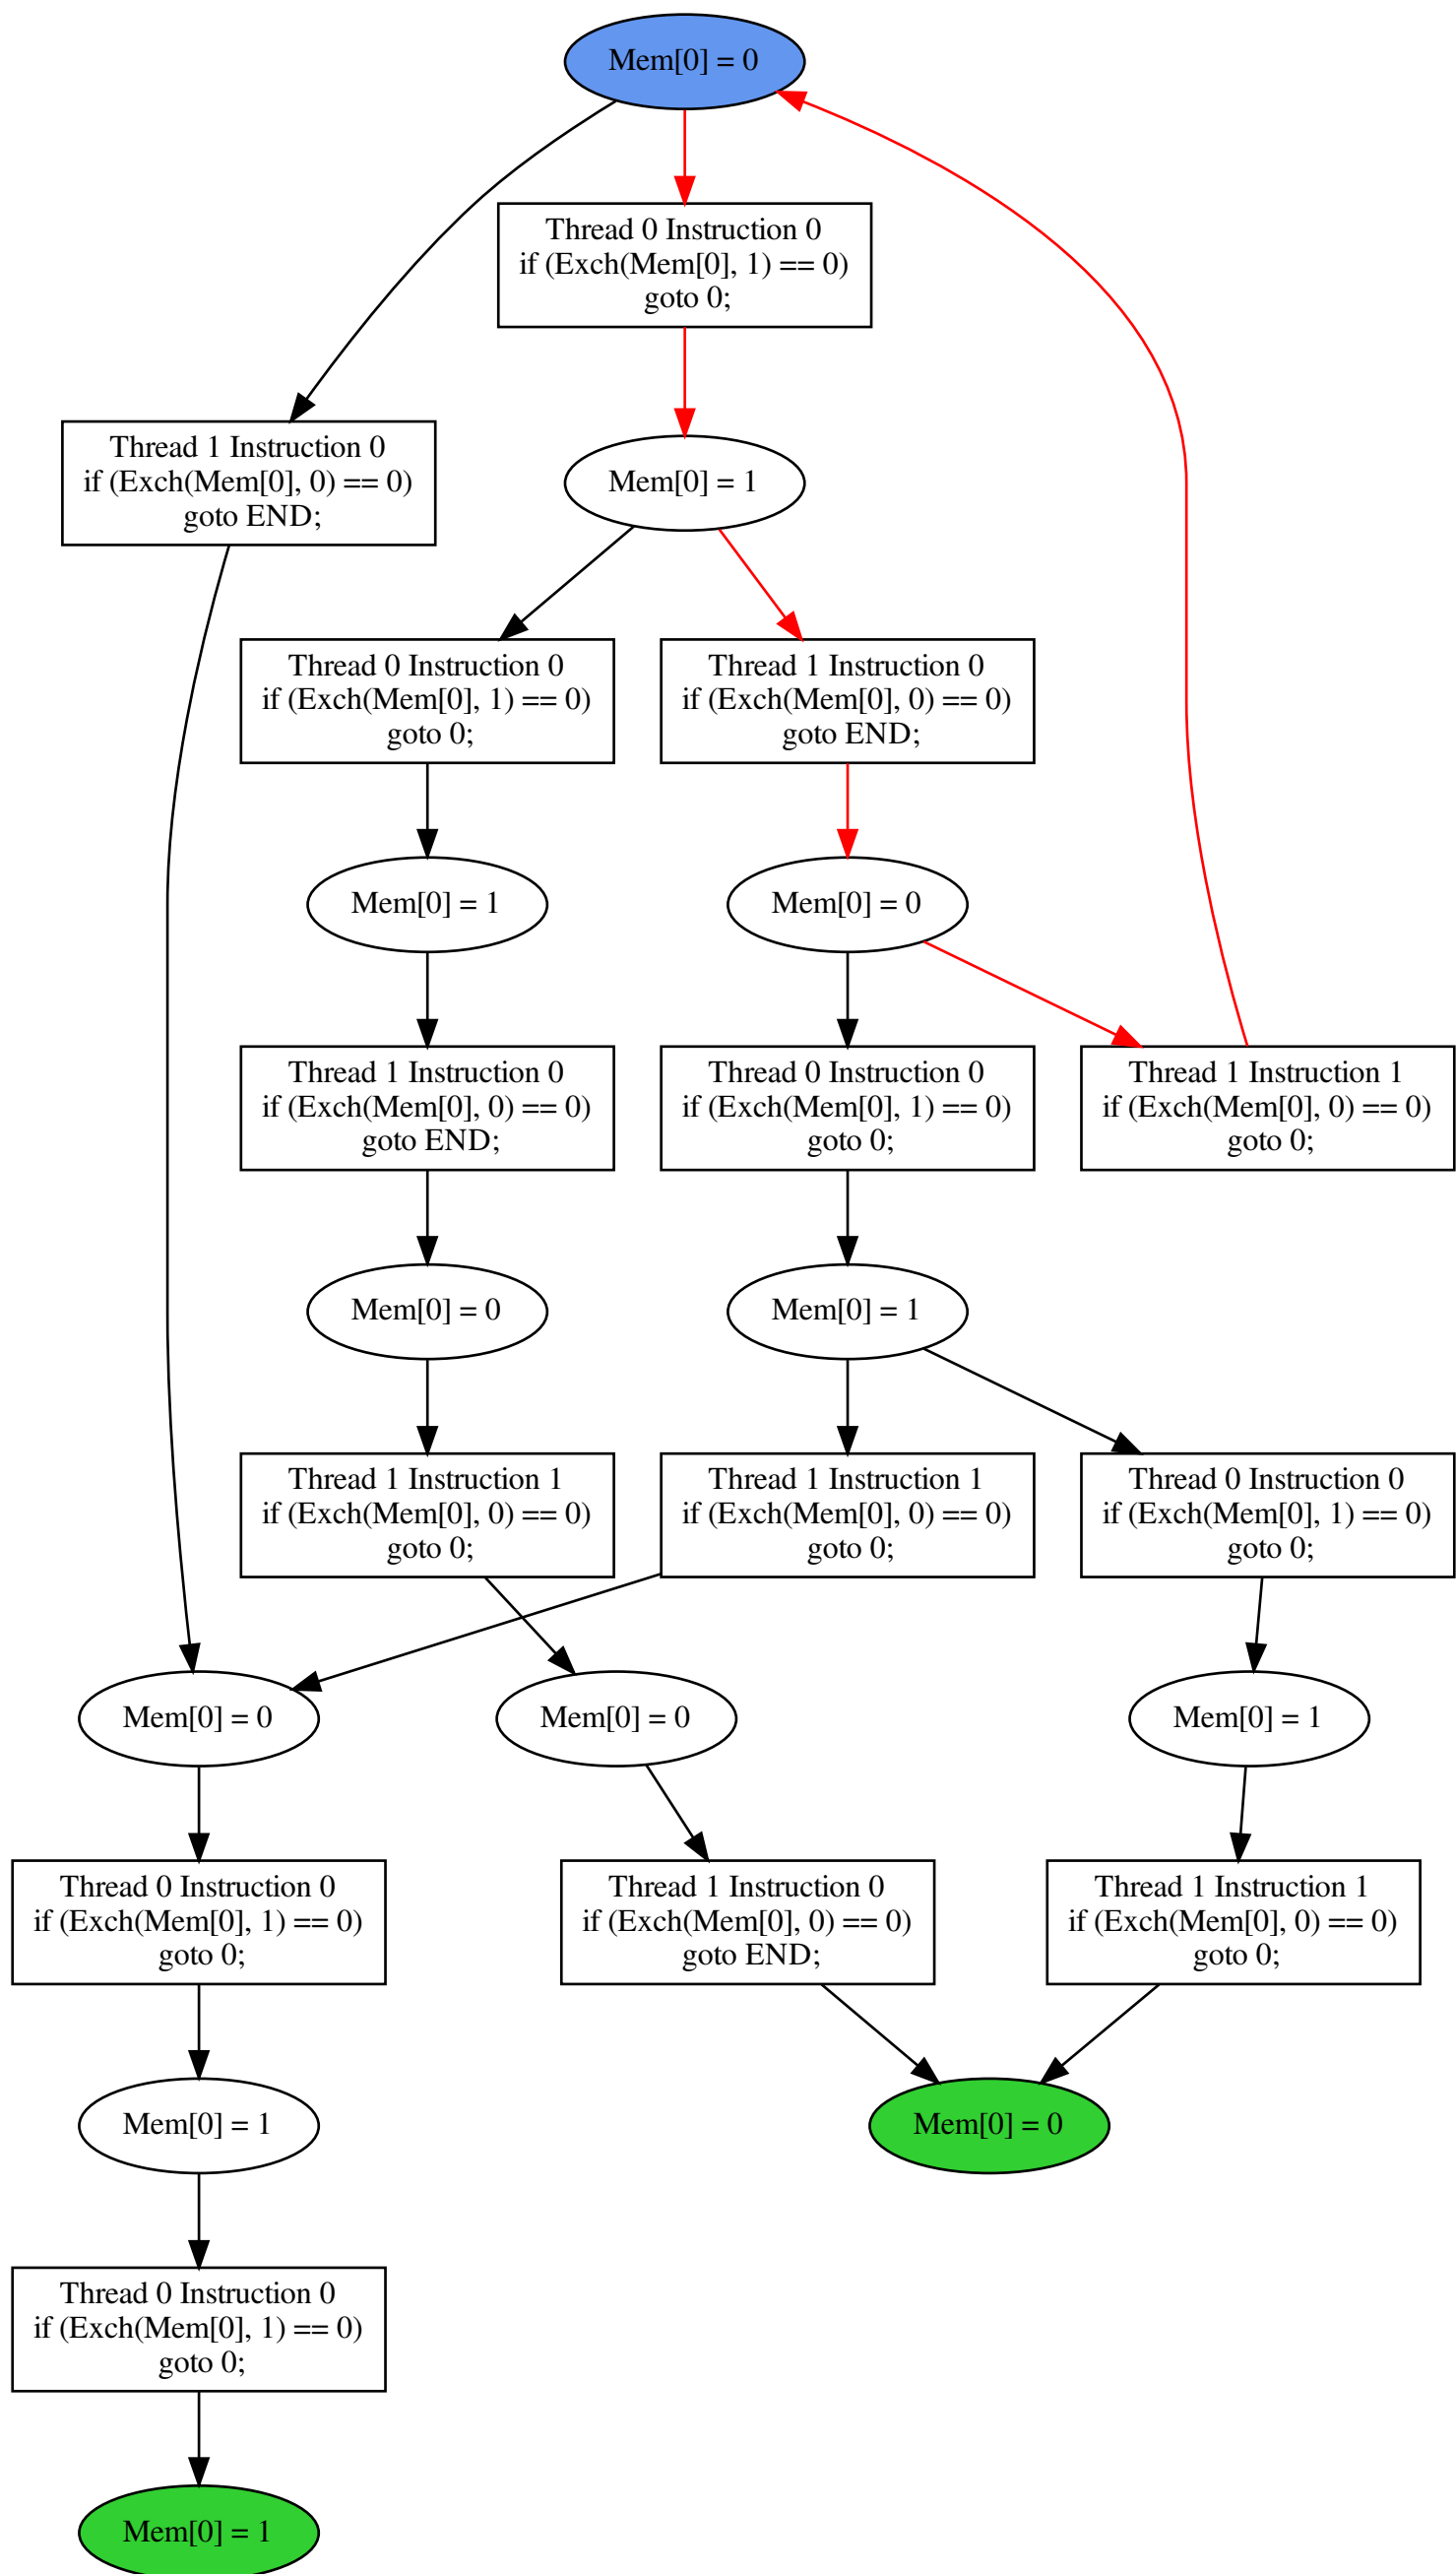 Mem[0] = 0
Thread 0 Instruction 0
if (Exch(Mem[0], 1) == 0)
goto 0;
Thread 1 Instruction 0
if (Exch(Mem[0], 0) == 0)
goto END;
Mem[0] = 1
Thread 0 Instruction 0
if (Exch(Mem[0], 1) == 0)
goto 0;
Thread 1 Instruction 0
if (Exch(Mem[0], 0) == 0)
goto END;
Mem[0] = 1
Mem[0] = 0
Thread 1 Instruction 0
if (Exch(Mem[0], 0) == 0)
goto END;
Thread 0 Instruction 0
if (Exch(Mem[0], 1) == 0)
goto 0;
Thread 1 Instruction 1
if (Exch(Mem[0], 0) == 0)
goto 0;
Mem[0] = 0
Mem[0] = 1
Thread 1 Instruction 1
if (Exch(Mem[0], 0) == 0)
goto 0;
Thread 1 Instruction 1
if (Exch(Mem[0], 0) == 0)
goto 0;
Thread 0 Instruction 0
if (Exch(Mem[0], 1) == 0)
goto 0;
Mem[0] = 0
Mem[0] = 0
Mem[0] = 1
Thread 0 Instruction 0
if (Exch(Mem[0], 1) == 0)
goto 0;
Thread 1 Instruction 0
if (Exch(Mem[0], 0) == 0)
goto END;
Thread 1 Instruction 1
if (Exch(Mem[0], 0) == 0)
goto 0;
Mem[0] = 1
Mem[0] = 0
Thread 0 Instruction 0
if (Exch(Mem[0], 1) == 0)
goto 0;
Mem[0] = 1